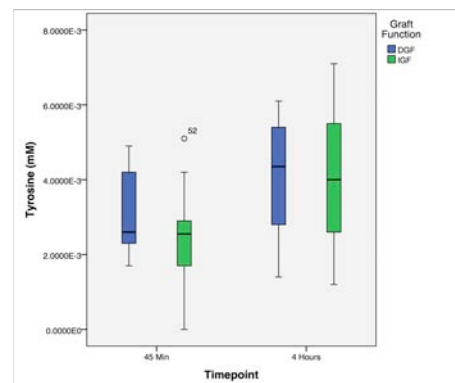 Graft
Function
DGF
IGF
8.0000E-3
6.0000E-3
4.0000E-3
2.0000E-3
0.0000E0
Tyrosine (mM)
52
45 Min
4 Hours
Timepoint